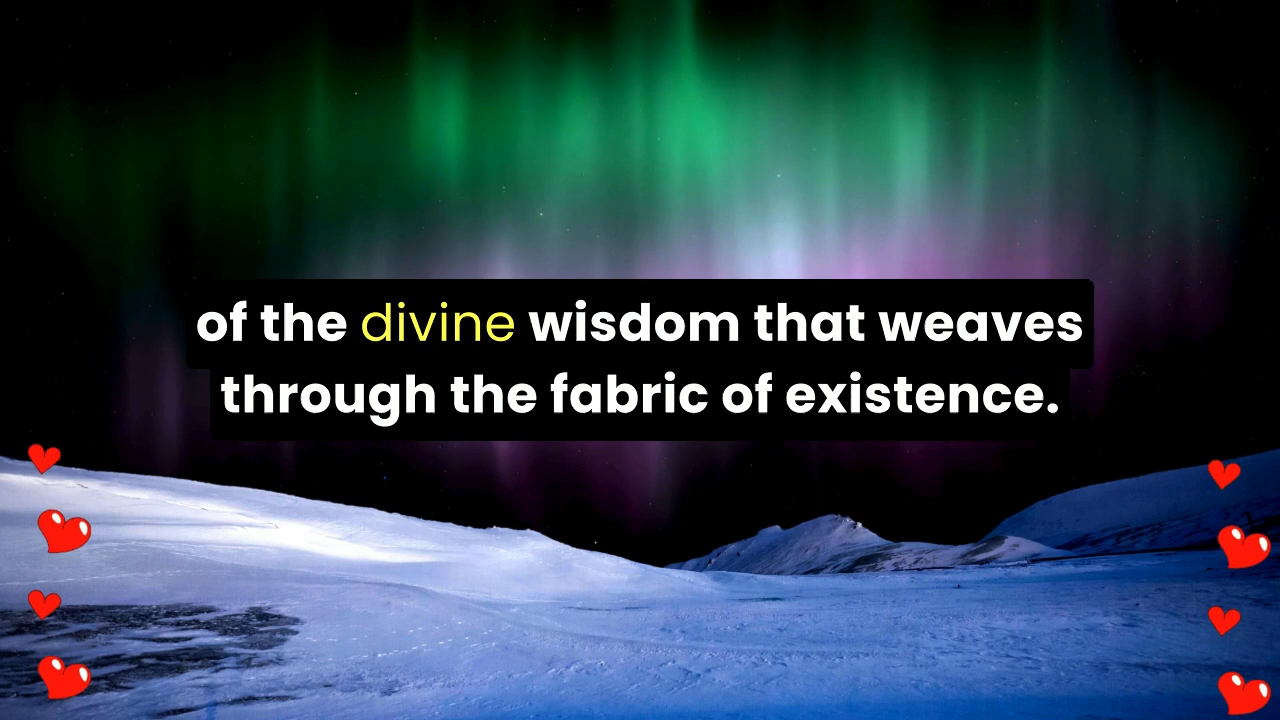 of the divine wisdom that weaves
through the fabric of existence.